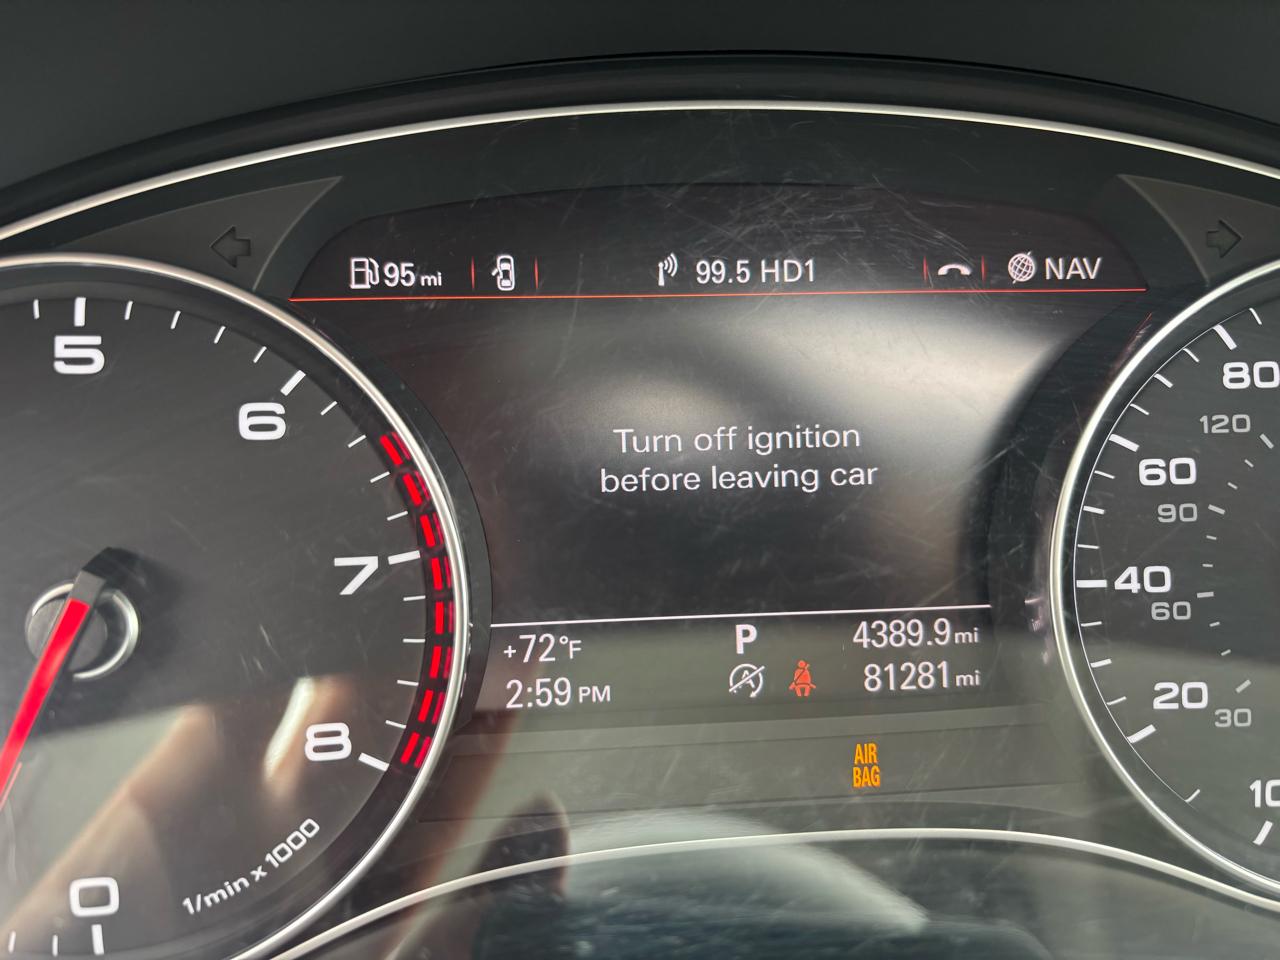 95 mi
99.5 HD1
NAV
Turn off ignition
before leaving car
+72°F
P
4389.9 mi
2:59 PM
A
81281 mi
AIR
BAG
5
6
7
8
0
1/min x 1000
80
120
60
90
40
60
20
30
10